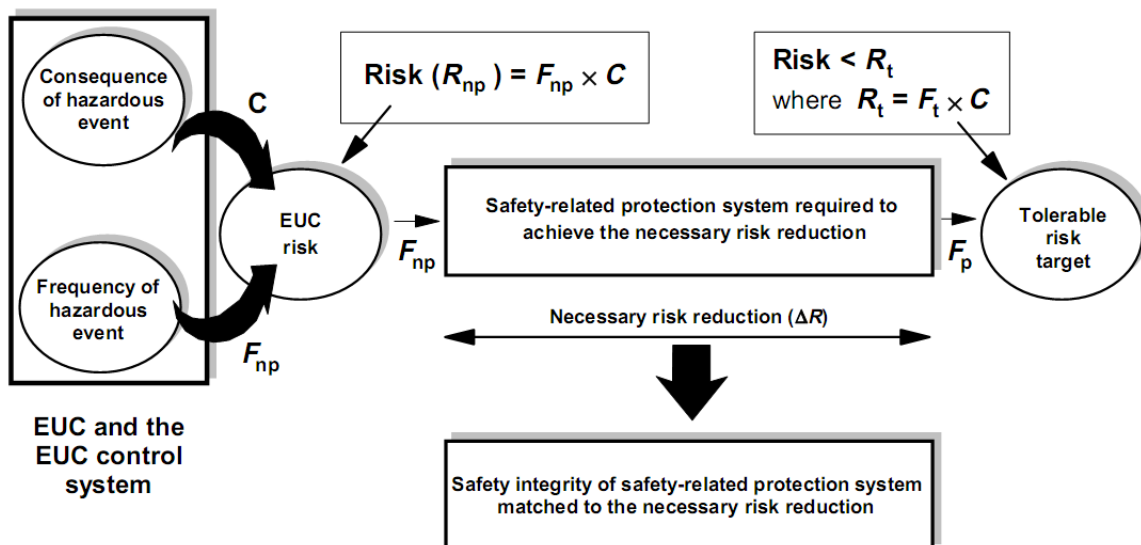 Consequence
of hazardous
event
C
Risk (Rnp) = Fnp × C
Risk < Rt
where Rt = Ft × C
EUC
risk
Fnp
Safety-related protection system required to
achieve the necessary risk reduction
Fp
Tolerable
risk
target
Frequency of
hazardous
event
Fnp
Necessary risk reduction (ΔR)
EUC and the
EUC control
system
Safety integrity of safety-related protection system
matched to the necessary risk reduction